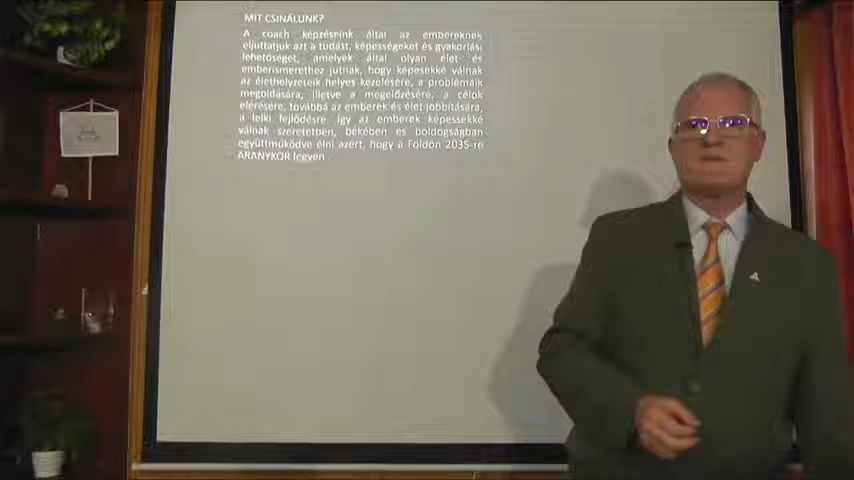 MIT CSINÁLUNK?
A coach képzéseink által az embereknek
eljuttatjuk azt a tudást, képességeket és gyakorlási
lehetőséget, amelyek által olyan élet és
emberismerethez jutnak, hogy képesekké válnak
az élethelyzeteik helyes kezelésére, a problémáik
megoldására, illetve a megelőzésére, a célok
elérésére, továbbá az emberek és élet jobbítására,
a lelki fejlődésre így az emberek képessekké
válnak szeretetben, békében és boldogságban
együttműködve élni azért, hogy a Földön 2035-re
ARANYKOR legyen.